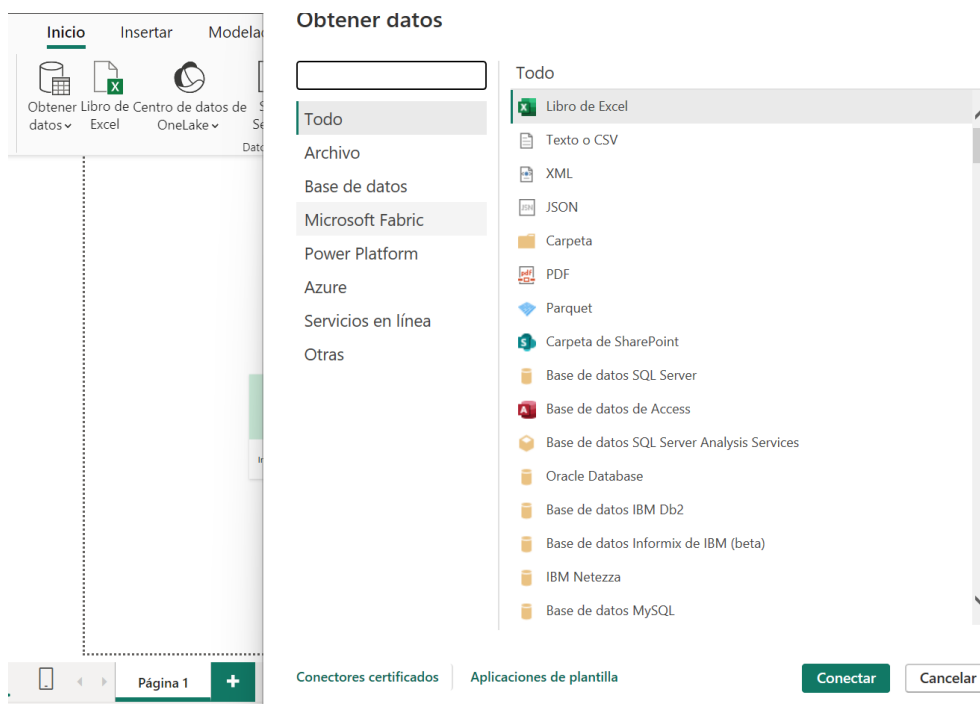 Inicio Insertar Modela
Obtener datos
Libro de Excel
Centro de datos de OneLake
Obtener datos
Todo
Archivo
Base de datos
Microsoft Fabric
Power Platform
Azure
Servicios en línea
Otras
Todo
Libro de Excel
Texto o CSV
XML
JSON
Carpeta
PDF
Parquet
Carpeta de SharePoint
Base de datos SQL Server
Base de datos de Access
Base de datos SQL Server Analysis Services
Oracle Database
Base de datos IBM Db2
Base de datos Informix de IBM (beta)
IBM Netezza
Base de datos MySQL
Página 1
Conectores certificados
Aplicaciones de plantilla
Conectar
Cancelar